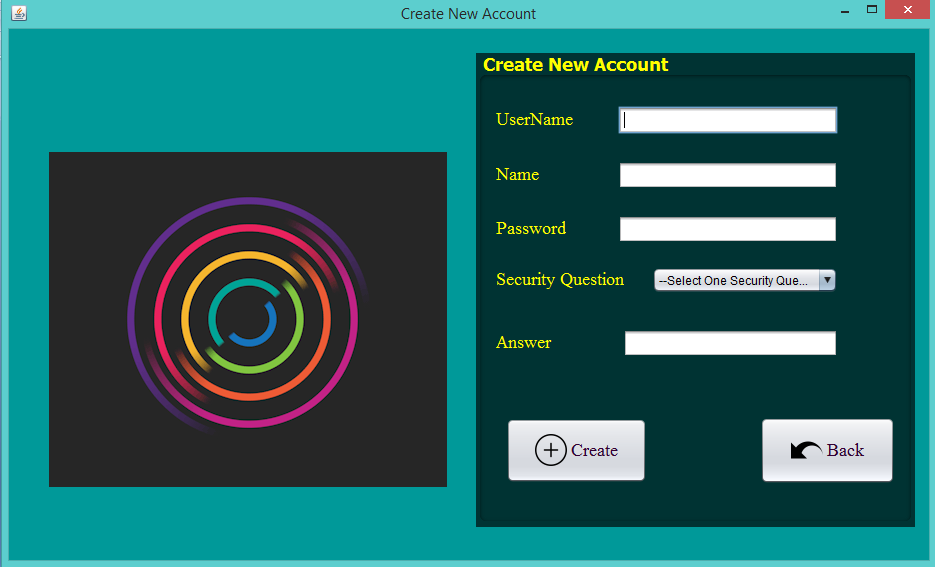 Create New Account
Create New Account
UserName
Name
Password
Security Question
--Select One Security Que...
Answer
Create
Back